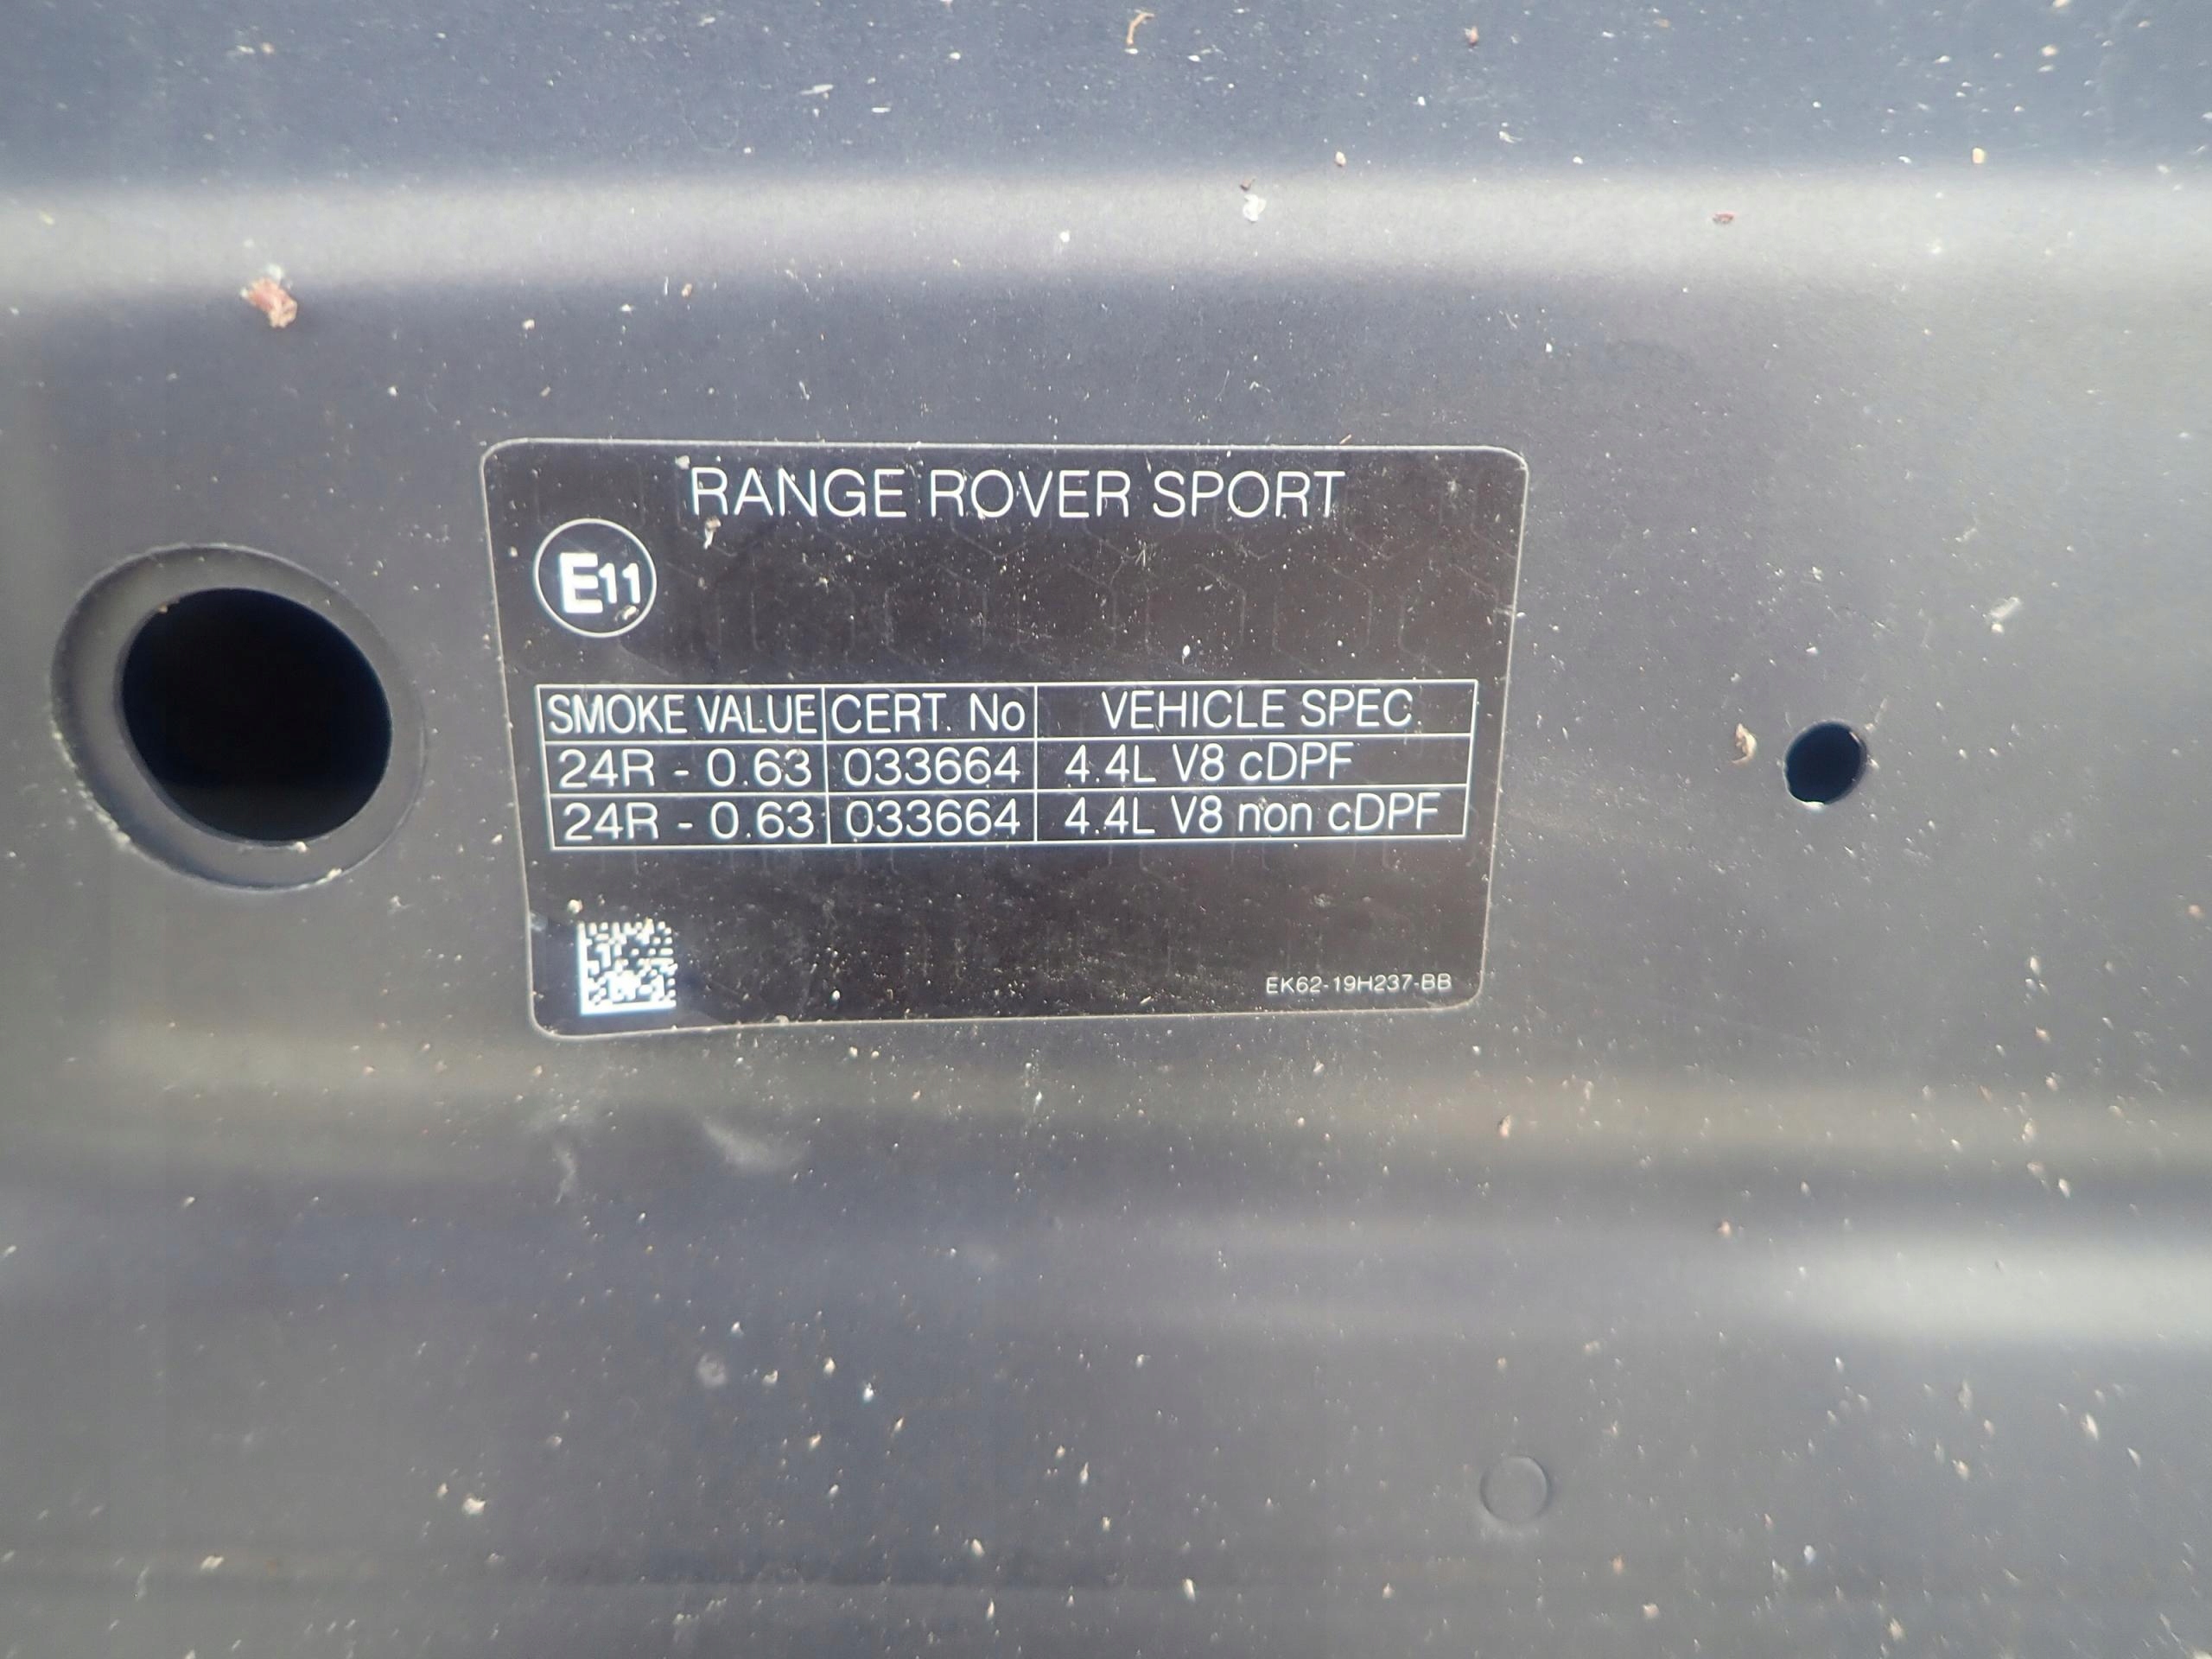 RANGE ROVER SPORT
E11
SMOKE VALUE CERT. No VEHICLE SPEC.
24R - 0.63 033664 4.4L V8 cDPF
24R - 0.63 033664 4.4L V8 non cDPF
EK62-19H237-BB